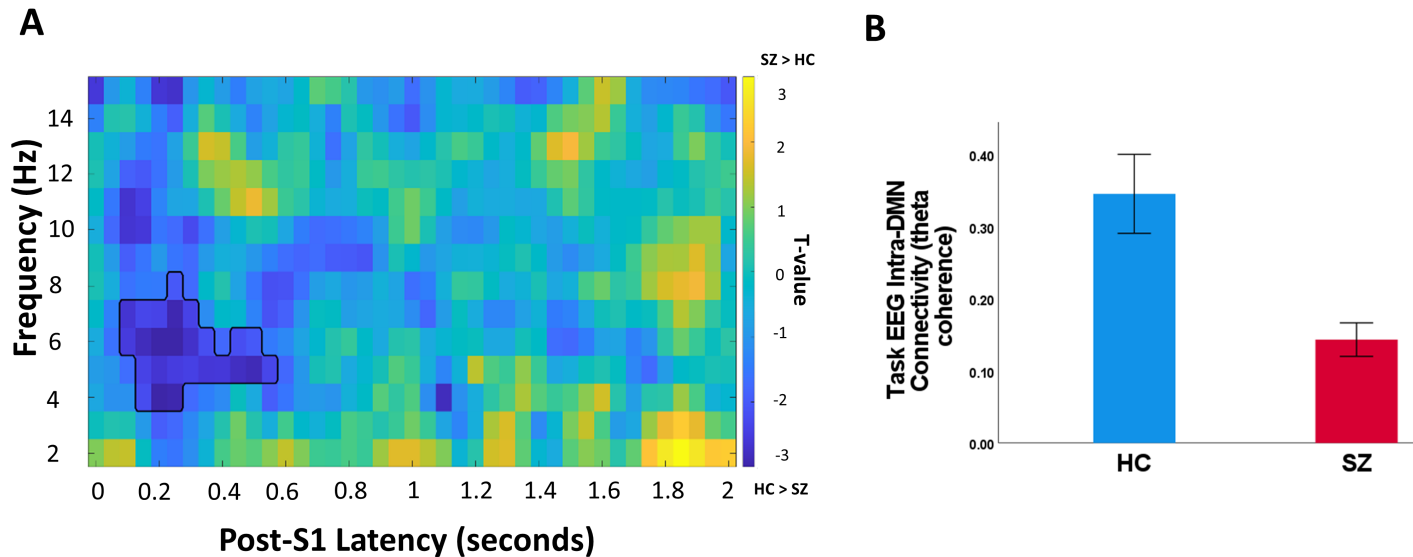 A
B
SZ > HC
14
12
10
8
6
4
2
Frequency (Hz)
3
2
1
0
-1
-2
-3
T-value
0 0.2 0.4 0.6 0.8 1 1.2 1.4 1.6 1.8 2
HC > SZ
Post-S1 Latency (seconds)
Task EEG Intra-DMN
Connectivity (theta
coherence)
0.40
0.30
0.20
0.10
0.00
HC SZ